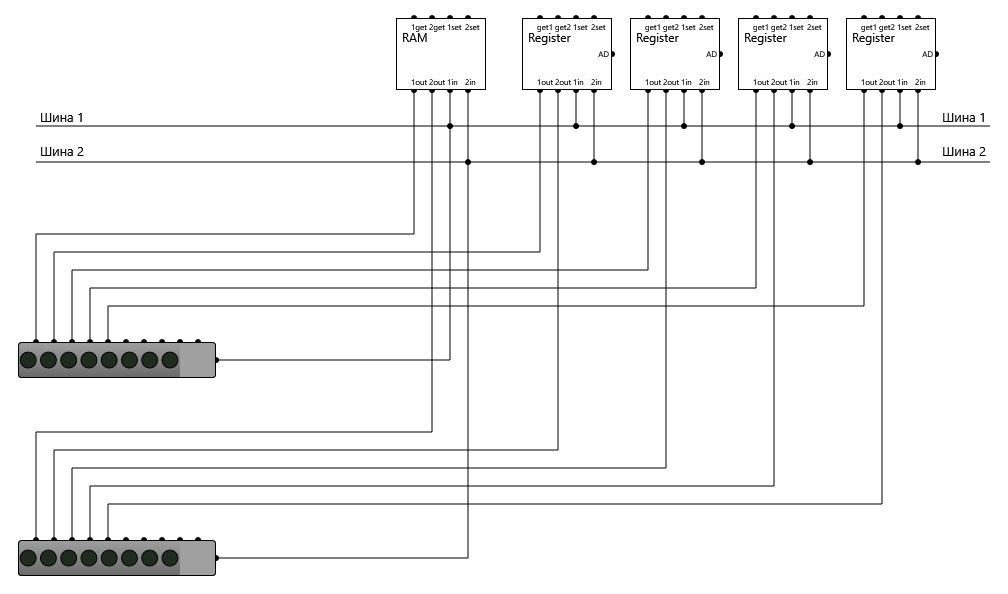 1get 2get 1set 2set
RAM
1out 2out 1in 2in
get1 get2 1set 2set
Register
AD
1out 2out 1in 2in
get1 get2 1set 2set
Register
AD
1out 2out 1in 2in
get1 get2 1set 2set
Register
AD
1out 2out 1in 2in
get1 get2 1set 2set
Register
AD
1out 2out 1in 2in
Шина 1
Шина 1
Шина 2
Шина 2